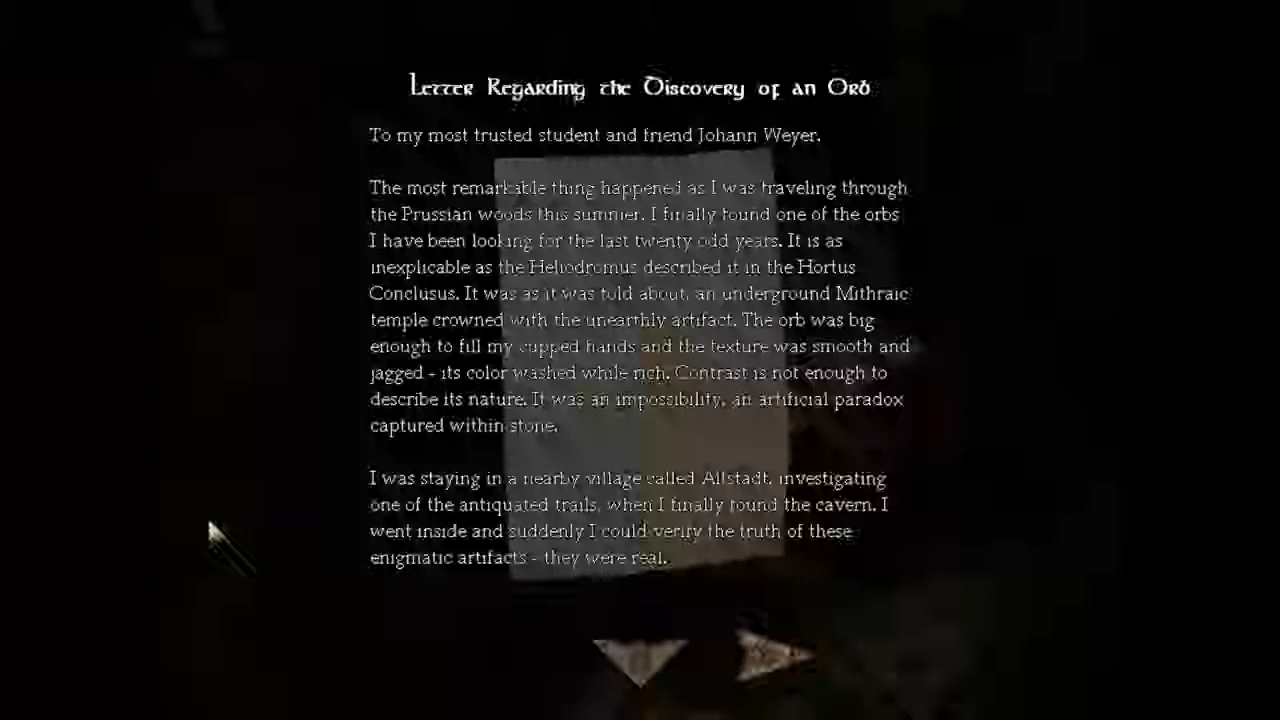 Letter Regarding the Discovery of an Orb
To my most trusted student and friend Johann Weyer.
The most remarkable thing happened as I was traveling through
the Prussian woods this summer. I finally found one of the orbs
I have been looking for the last twenty odd years. It is as
inexplicable as the Heliodromus described it in the Hortus
Conclusus. It was as it was told about, an underground Mithraic
temple crowned with the unearthly artifact. The orb was big
enough to fill my cupped hands and the texture was smooth and
jagged - its color washed while rich. Contrast is not enough to
describe its nature. It was an impossibility, an artificial paradox
captured within stone.
I was staying in a nearby village called Allstadt, investigating
one of the antiquated trails, when I finally found the cavern. I
went inside and suddenly I could verify the truth of these
enigmatic artifacts - they were real.